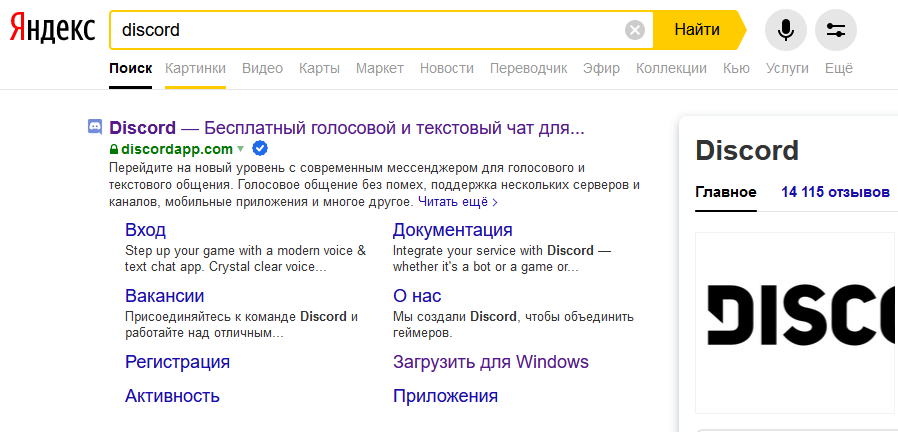 Яндекс
discord
Найти
Поиск Картинки Видео Карты Маркет Новости Переводчик Эфир Коллекции Кью Услуги Ещё
Discord — Бесплатный голосовой и текстовый чат для...
discordapp.com
Перейдите на новый уровень с современным мессенджером для голосового и
текстового общения. Голосовое общение без помех, поддержка нескольких серверов и
каналов, мобильные приложения и многое другое. Читать ещё >
Вход
Step up your game with a modern voice &
text chat app. Crystal clear voice...
Документация
Integrate your service with Discord —
whether it's a bot or a game or...
Вакансии
Присоединяйтесь к команде Discord и
работайте над отличным...
О нас
Мы создали Discord, чтобы объединить
геймеров.
Регистрация
Загрузить для Windows
Активность
Приложения
Discord
Главное 14 115 отзывов
DISCO